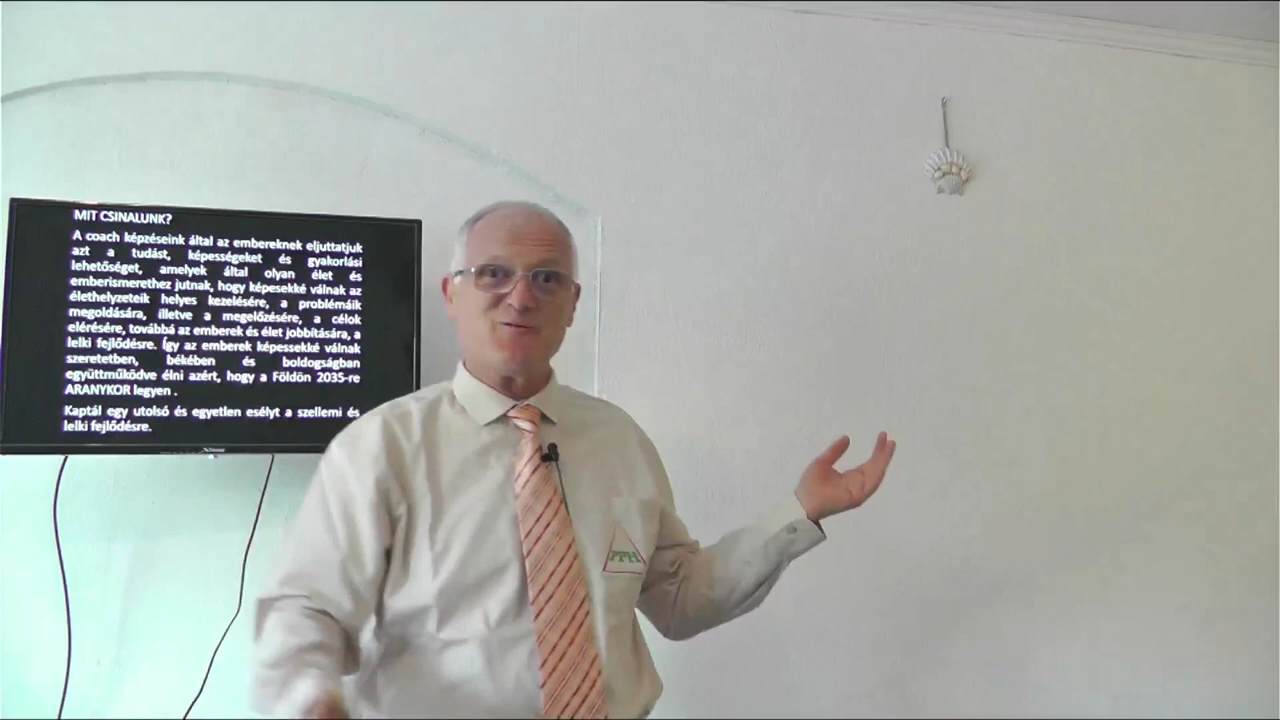 MIT CSINALUNK?
A coach képzéseink által az embereknek eljuttatjuk
azt a tudást, képességeket és gyakorlási
lehetőséget, amelyek által olyan élet és
emberismerethez jutnak, hogy képesekké válnak az
élethelyzeteik helyes kezelésére, a problémáik
megoldására, illetve a megelőzésére, a célok
elérésére, továbbá az emberek és élet jobbítására, a
lelki fejlődésre. Így az emberek képessekké válnak
szeretetben, békében és boldogságban
együttműködve élni azért, hogy a Földön 2035-re
ARANYKOR legyen .
Kaptál egy utolsó és egyetlen esélyt a szellemi és
lelki fejlődésre.
PPH